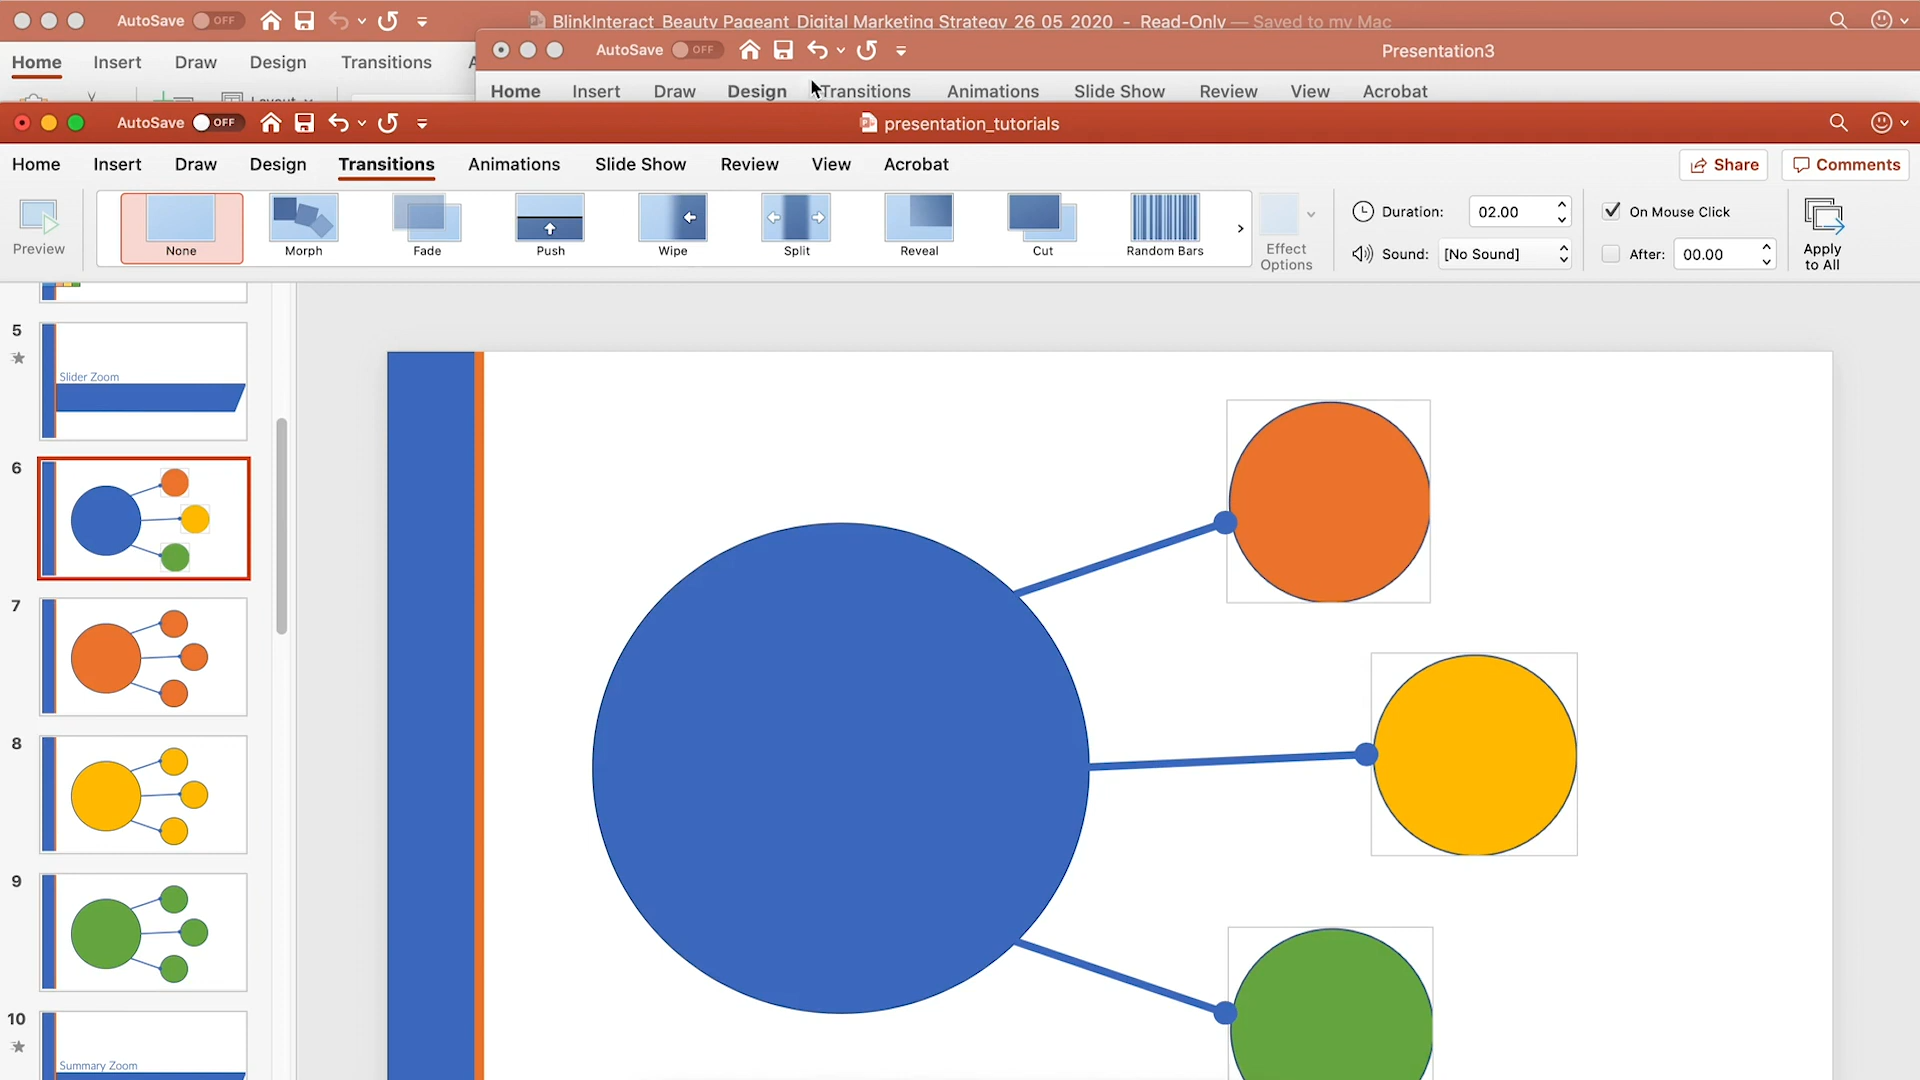 AutoSave OFF
BlinkInteract_Beauty Pageant_Digital Marketing Strategy_26_05_2020 - Read-Only — Saved to my Mac
Home Insert Draw Design Transitions
AutoSave OFF
Presentation3
Home Insert Draw Design Transitions Animations Slide Show Review View Acrobat
AutoSave OFF
presentation_tutorials
Home Insert Draw Design Transitions Animations Slide Show Review View Acrobat
Share Comments
Preview
None Morph Fade Push Wipe Split Reveal Cut Random Bars
Effect
Options
Duration: 02.00
Sound: [No Sound]
On Mouse Click
After: 00.00
Apply
to All
5
Slider Zoom
6
7
8
9
10
Summary Zoom